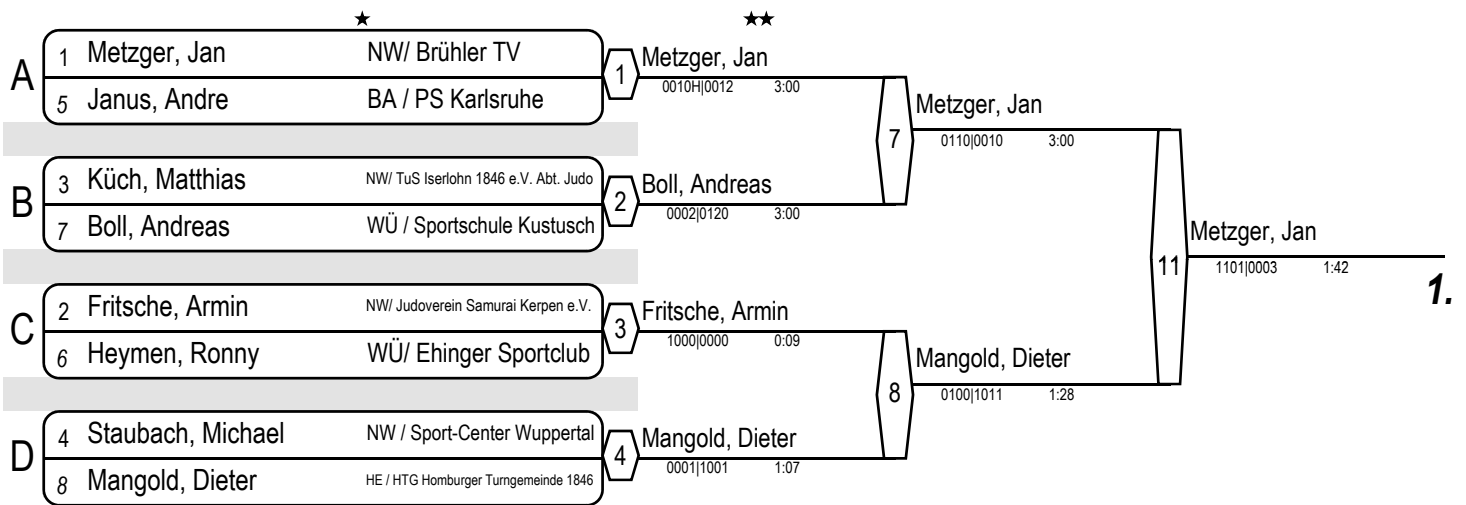 ★ ★★
A
1 Metzger, Jan NW/ Brühler TV
5 Janus, Andre BA / PS Karlsruhe
1
Metzger, Jan
0010H|0012 3:00
B
3 Küch, Matthias NW/ TuS Iserlohn 1846 e.V. Abt. Judo
7 Boll, Andreas WÜ / Sportschule Kustusch
2
Boll, Andreas
0002|0120 3:00
7
Metzger, Jan
0110|0010 3:00
C
2 Fritsche, Armin NW/ Judoverein Samurai Kerpen e.V.
6 Heymen, Ronny WÜ/ Ehinger Sportclub
3
Fritsche, Armin
1000|0000 0:09
D
4 Staubach, Michael NW / Sport-Center Wuppertal
8 Mangold, Dieter HE / HTG Homburger Turngemeinde 1846
4
Mangold, Dieter
0001|1001 1:07
8
Mangold, Dieter
0100|1011 1:28
11
Metzger, Jan
1101|0003 1:42
1.